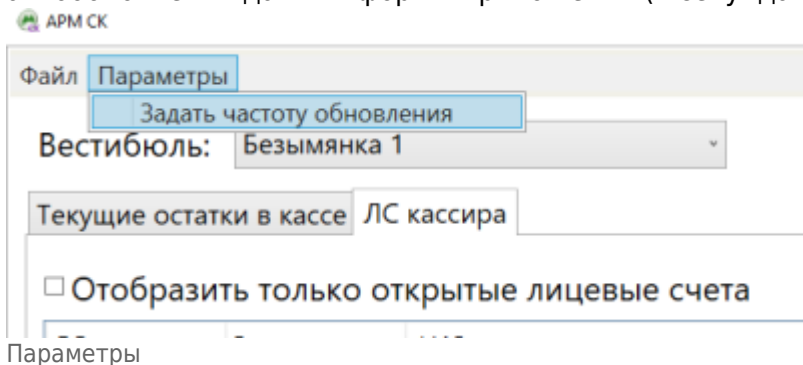 АРМ СК
Файл Параметры
Задать частоту обновления
Вестибюль: Безымянка 1
Текущие остатки в кассе ЛС кассира
Отобразить только открытые лицевые счета
Параметры